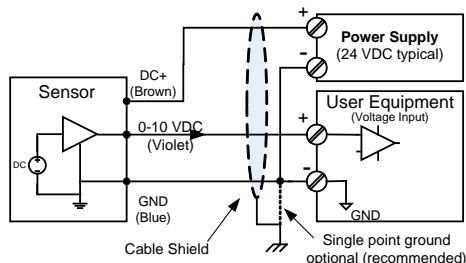 +
Power Supply
(24 VDC typical)
-
DC+
(Brown)
Sensor
User Equipment
(Voltage Input)
+
0-10 VDC
(Violet)
DC
-
GND
(Blue)
GND
Cable Shield
Single point ground
optional (recommended)